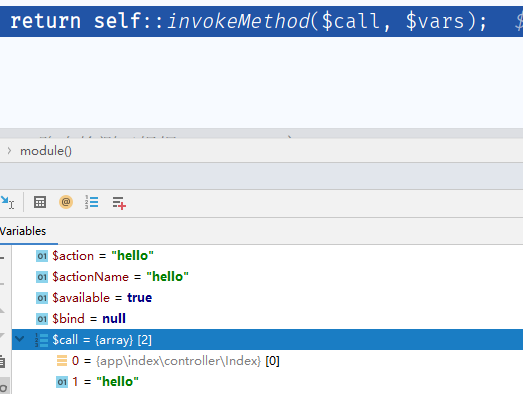 return self::invokeMethod($call, $vars);
module()
Variables
$action = "hello"
$actionName = "hello"
$available = true
$bind = null
$call = {array} [2]
0 = {app\index\controller\Index} [0]
1 = "hello"